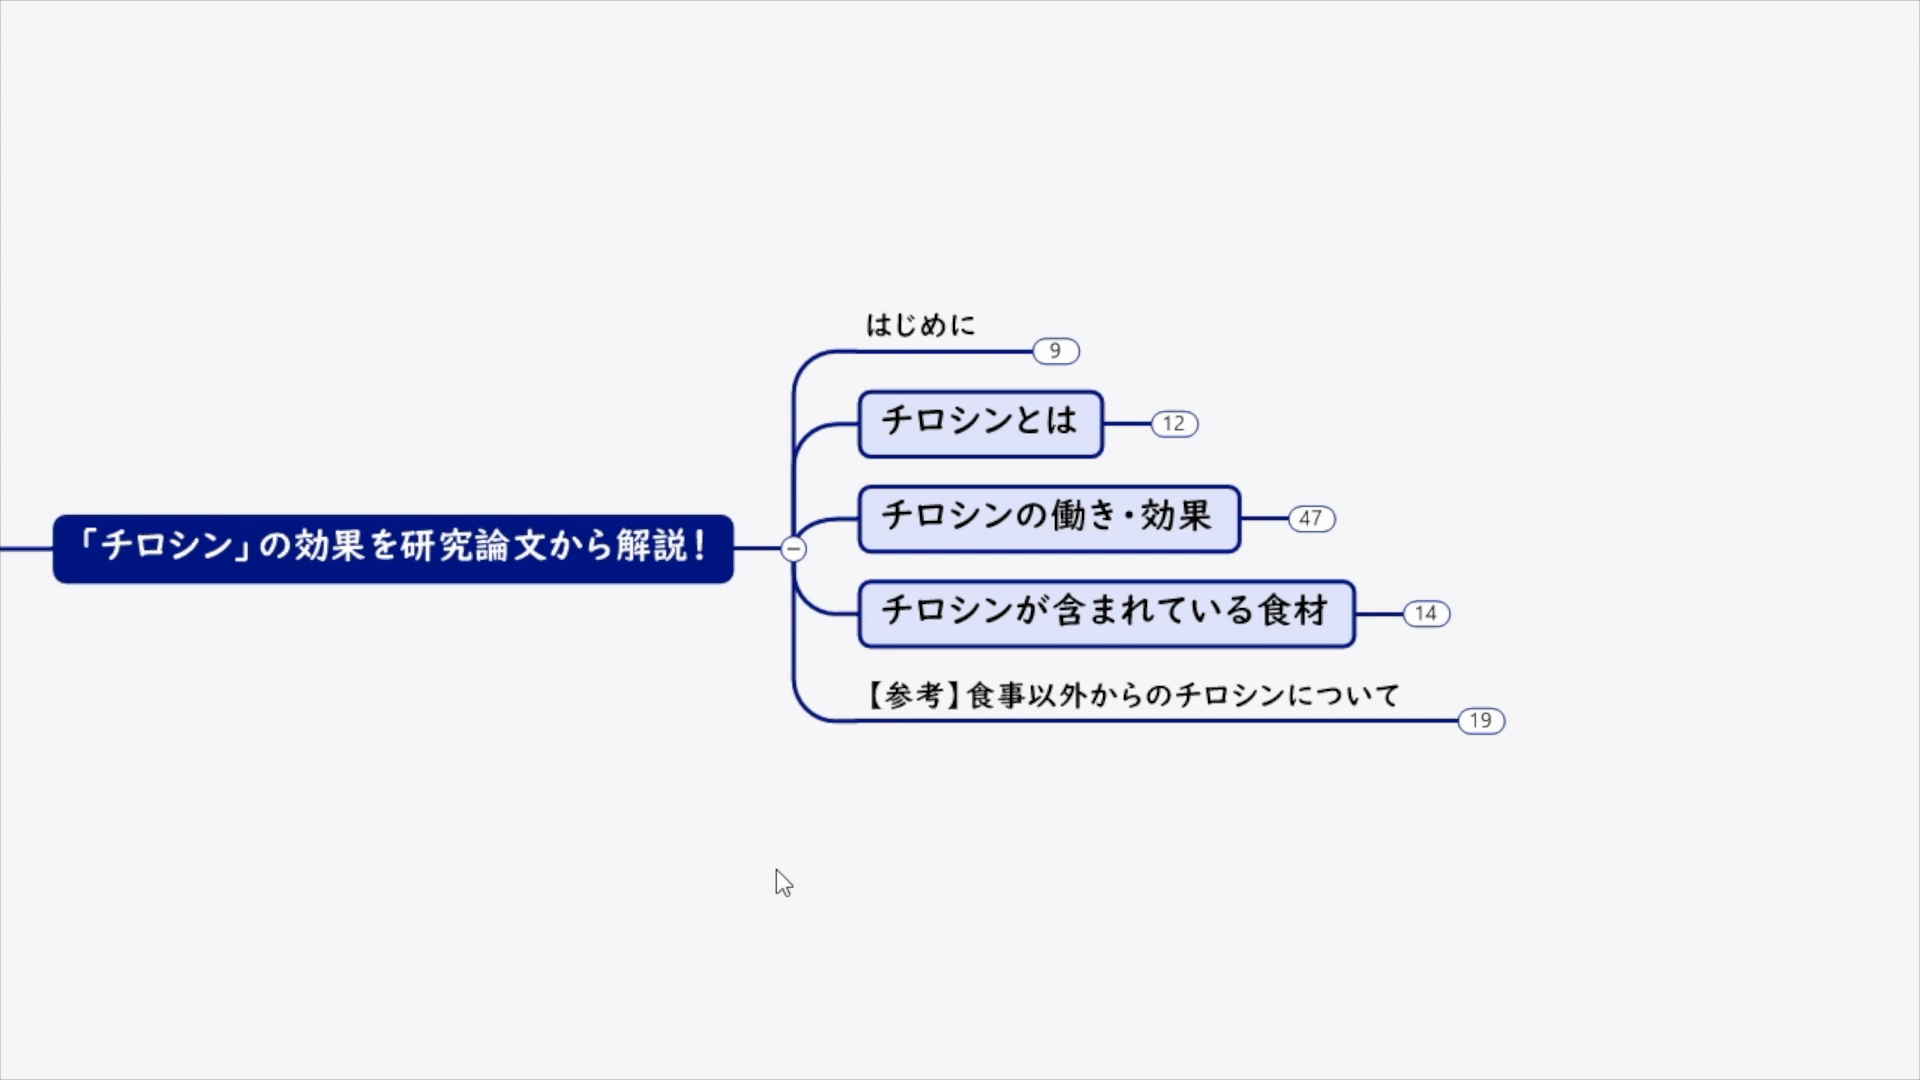 「チロシン」の効果を研究論文から解説!
はじめに
9
チロシンとは
12
チロシンの働き・効果
47
チロシンが含まれている食材
14
【参考】食事以外からのチロシンについて
19